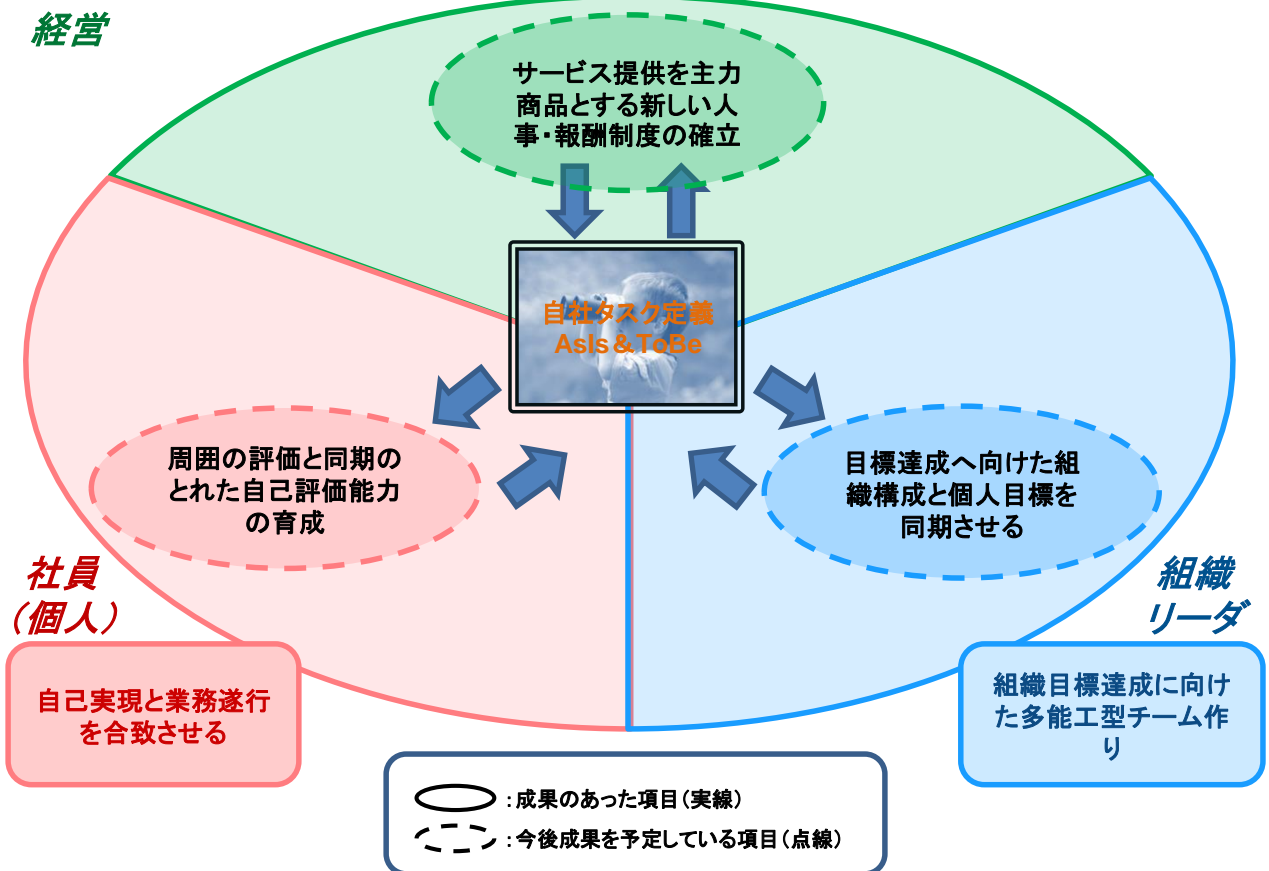 経営
サービス提供を主力
商品とする新しい人
事・報酬制度の確立
自社タスク定義
AsIs＆ToBe
周囲の評価と同期の
とれた自己評価能力
の育成
目標達成へ向けた組
織構成と個人目標を
同期させる
社員
（個人）
組織
リーダ
自己実現と業務遂行
を合致させる
組織目標達成に向け
た多能工型チーム作
り
：成果のあった項目（実線）
：今後成果を予定している項目（点線）